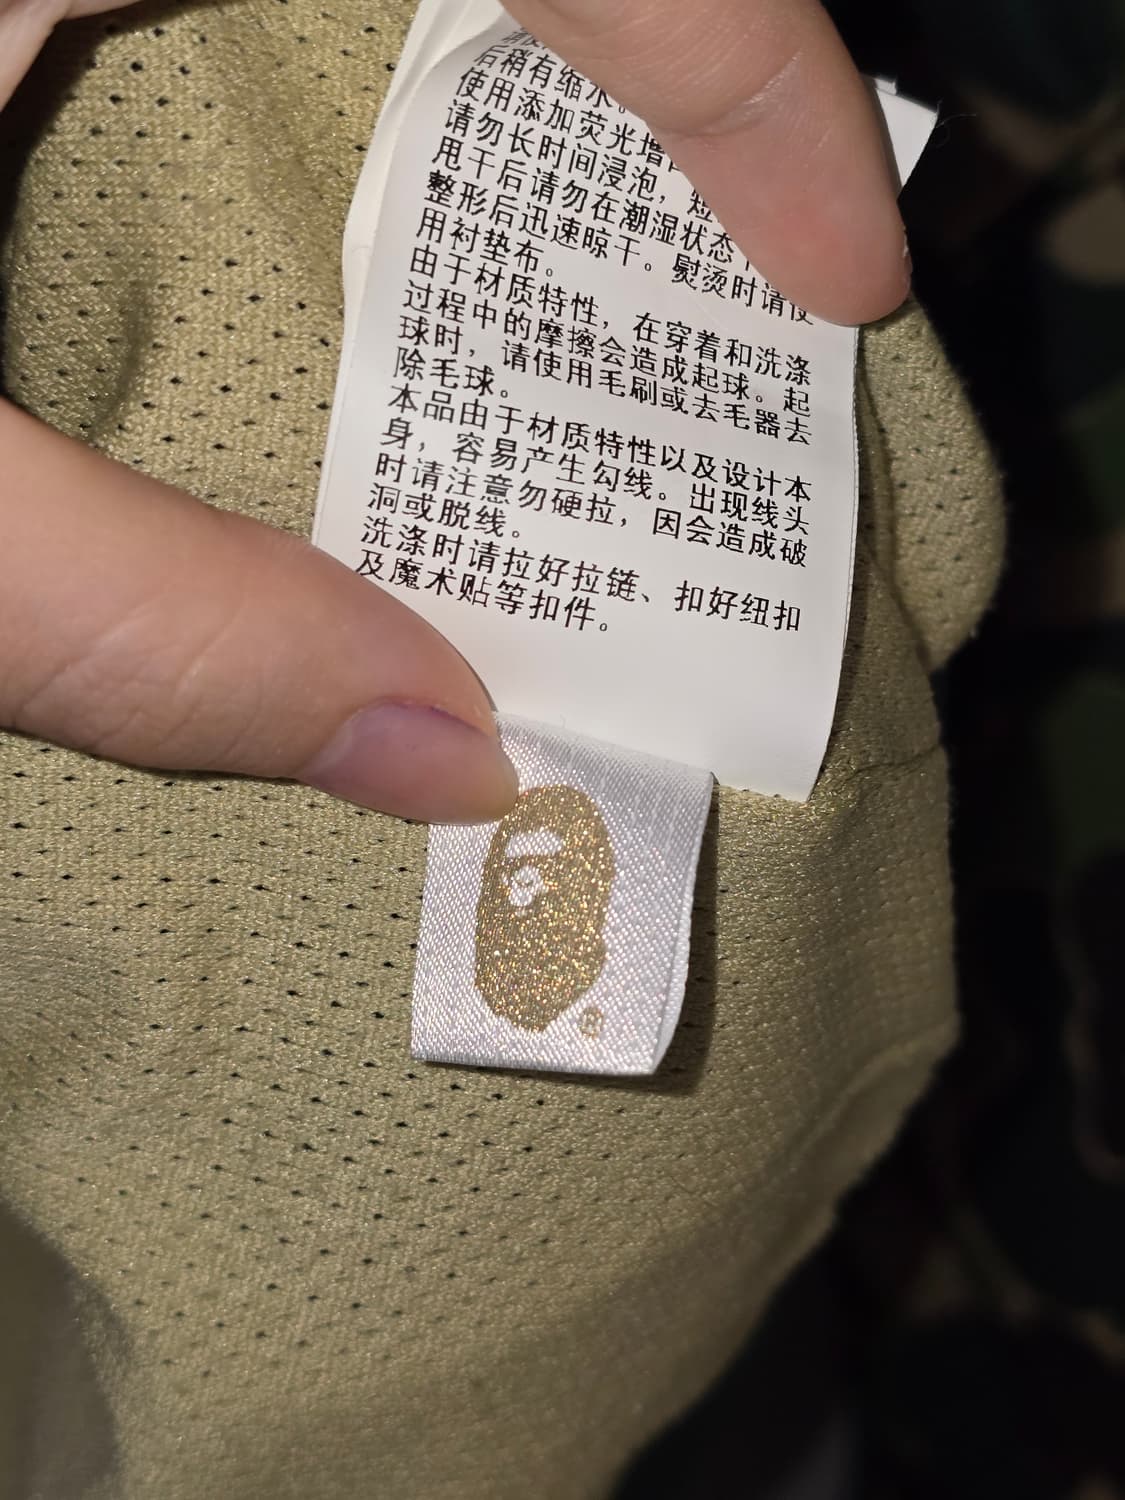 后稍有缩水。
使用添加荧光增
请勿长时间浸泡，
甩干后请勿在潮湿状态
整形后迅速晾干。熨烫时请使
用衬垫布。
由于材质特性，在穿着和洗涤
过程中的摩擦会造成起球。起
球时，请使用毛刷或去毛器去
除毛球。
本品由于材质特性以及设计本
身，容易产生勾线。出现线头
时请注意勿硬拉，因会造成破
洞或脱线。
洗涤时请拉好拉链、扣好纽扣
及魔术贴等扣件。
®